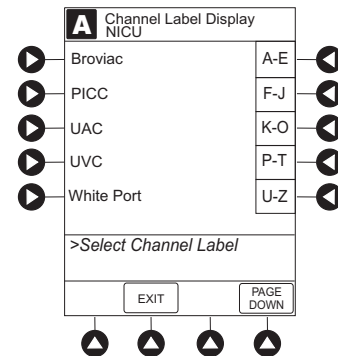 A Channel Label Display
NICU
Broviac A-E
PICC F-J
UAC K-O
UVC P-T
White Port U-Z
>Select Channel Label
EXIT PAGE
DOWN